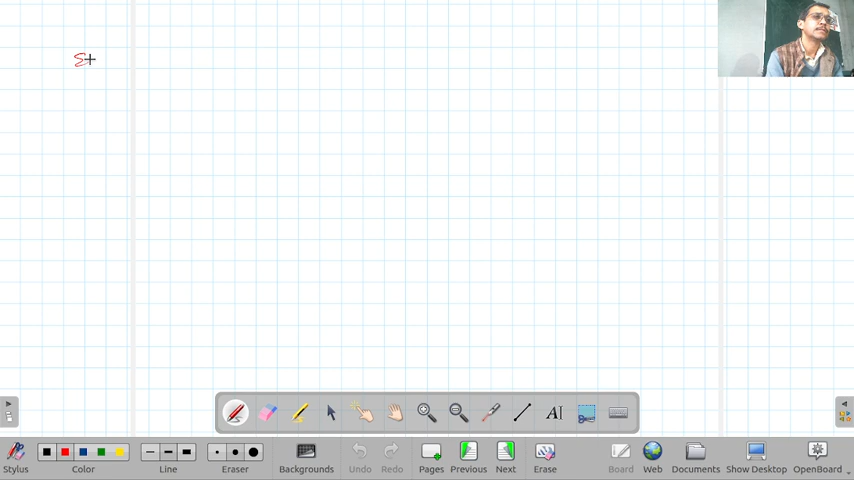 Stylus
Color
Line
Eraser
Backgrounds
Undo
Redo
Pages
Previous
Next
Erase
Board
Web
Documents
Show Desktop
OpenBoard